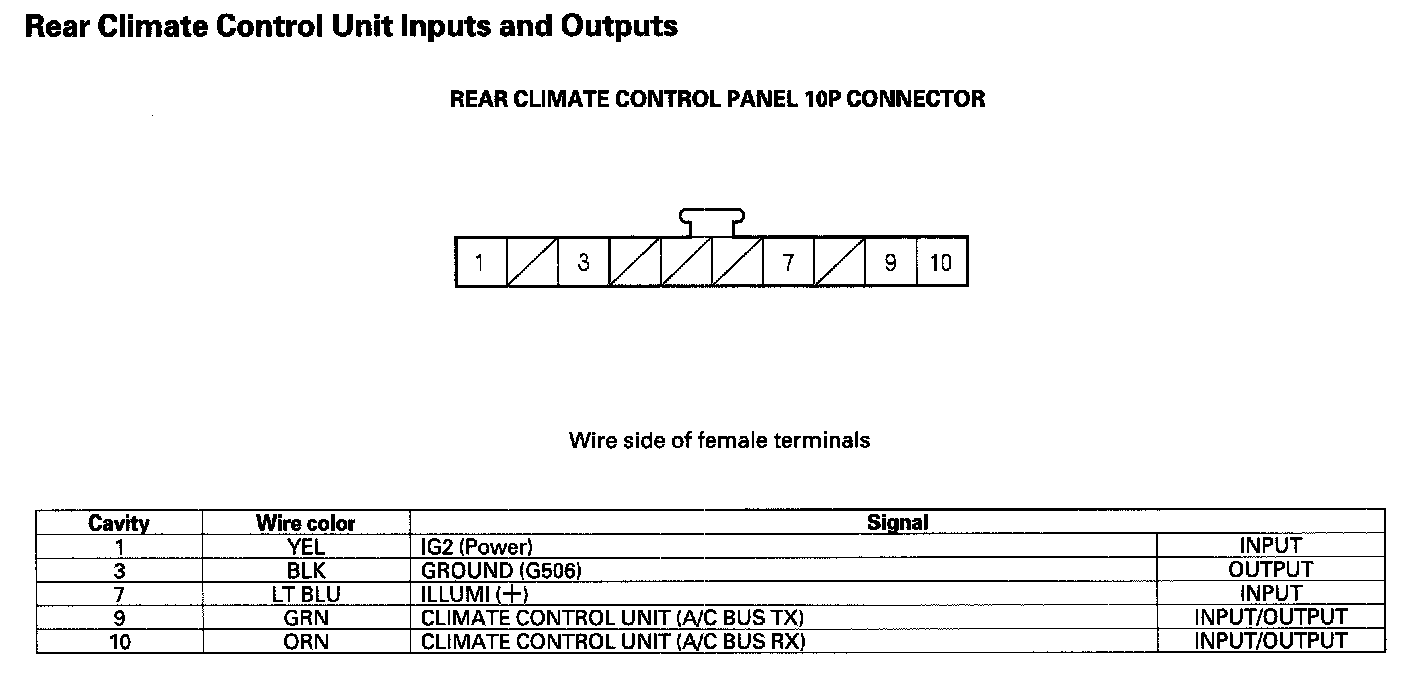 Rear Climate Control Unit Inputs and Outputs
REAR CLIMATE CONTROL PANEL 10P CONNECTOR
1 3 7 9 10
Wire side of female terminals
Cavity Wire color Signal
1 YEL IG2 (Power) INPUT
3 BLK GROUND (G506) OUTPUT
7 LT BLU ILLUMI (+) INPUT
9 GRN CLIMATE CONTROL UNIT (A/C BUS TX) INPUT/OUTPUT
10 ORN CLIMATE CONTROL UNIT (A/C BUS RX) INPUT/OUTPUT